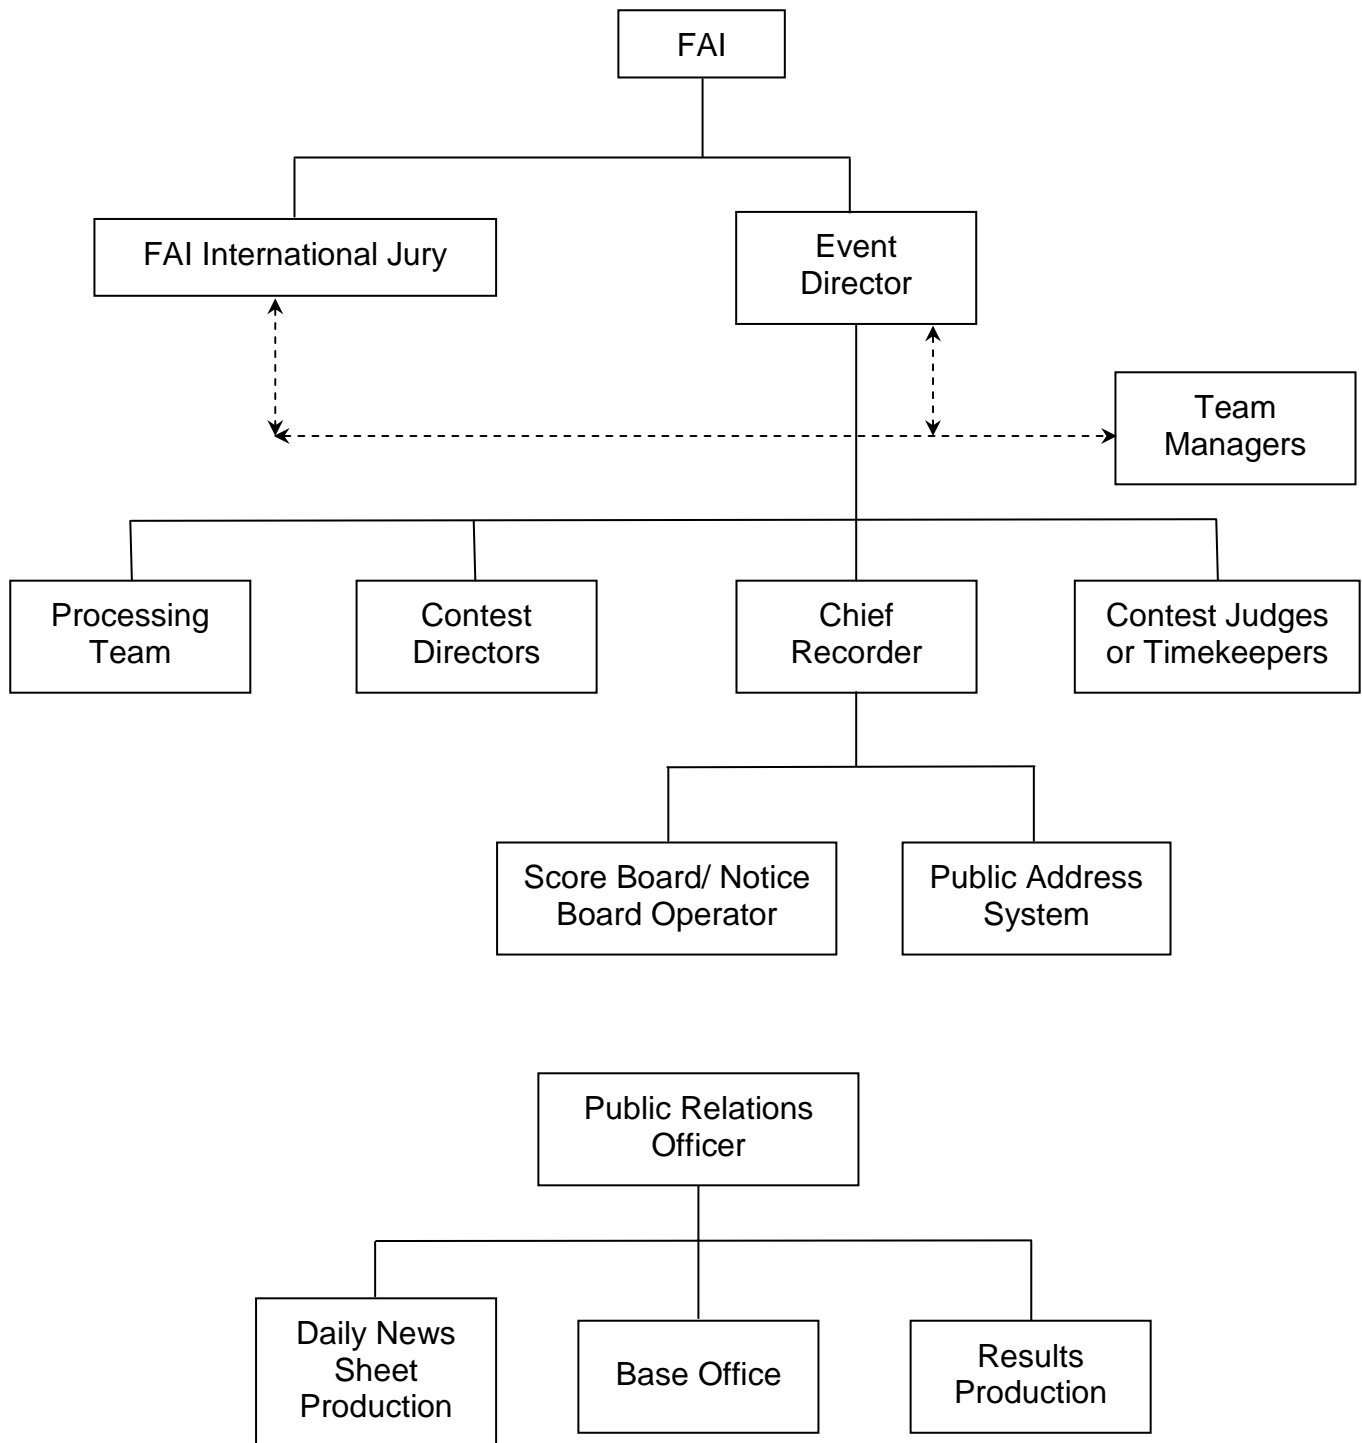 FAI
FAI International Jury
Event
Director
Team
Managers
Processing
Team
Contest
Directors
Chief
Recorder
Contest Judges
or Timekeepers
Score Board/ Notice
Board Operator
Public Address
System
Public Relations
Officer
Daily News
Sheet
Production
Base Office
Results
Production